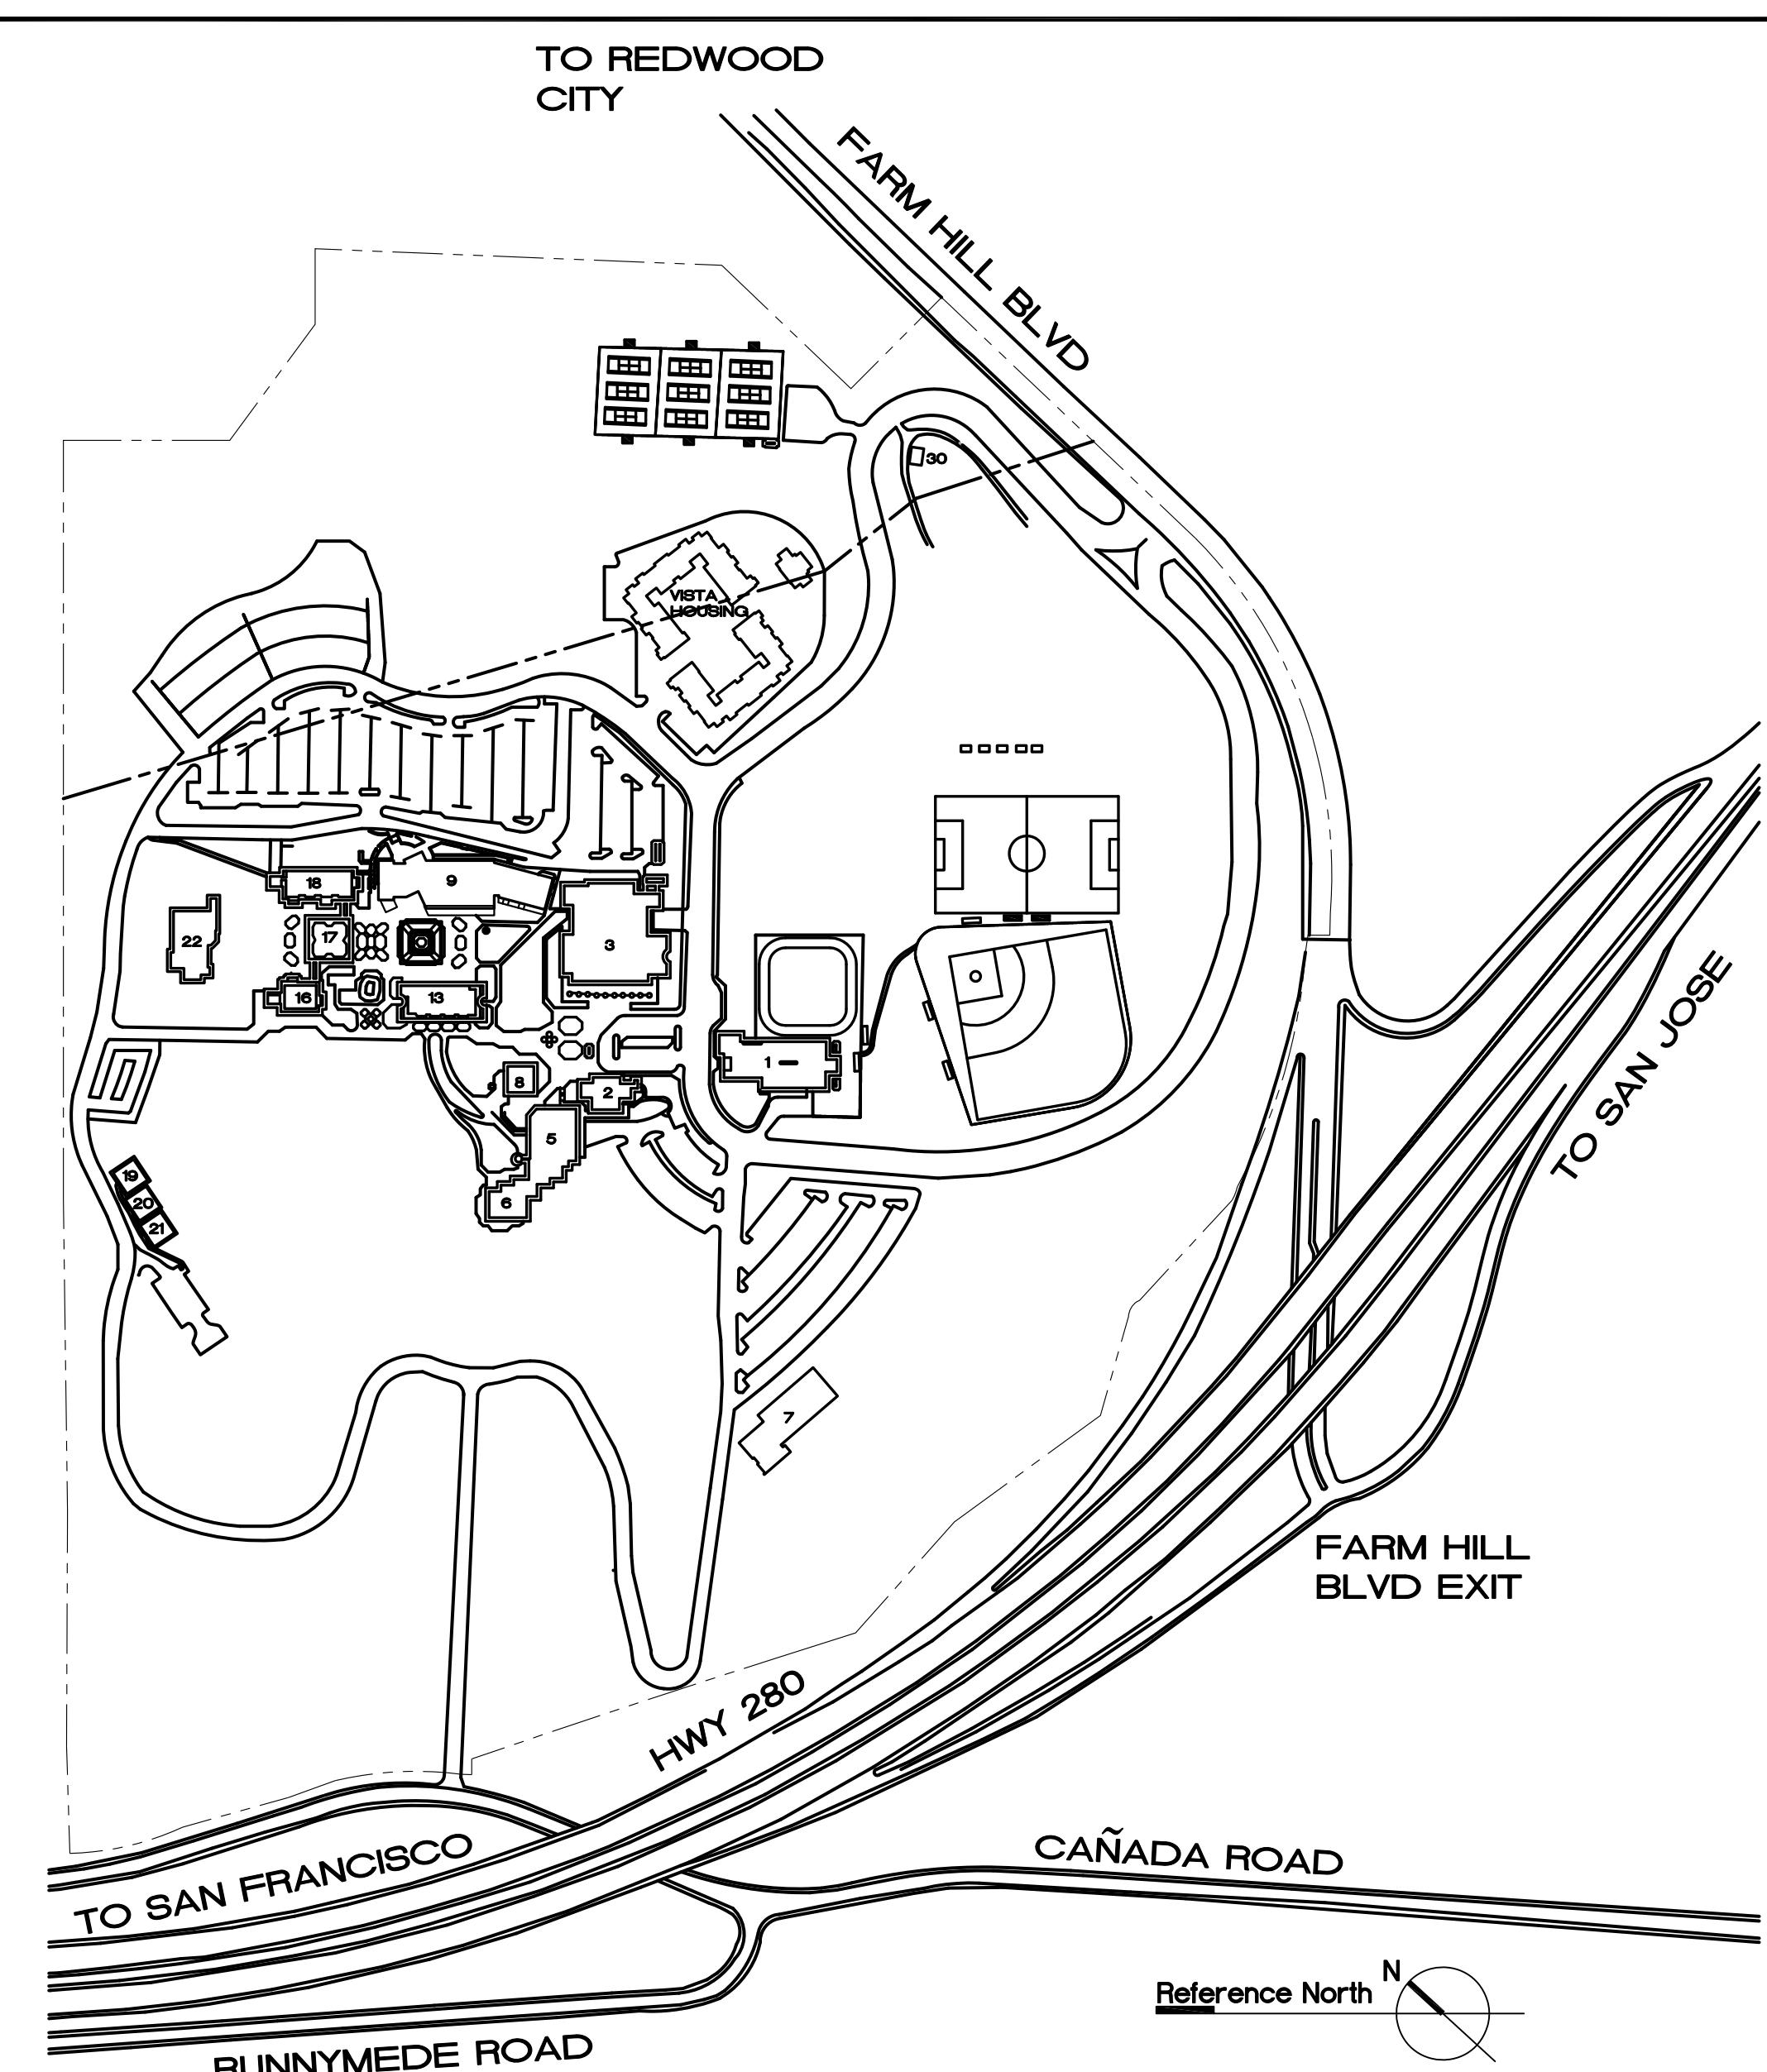 TO REDWOOD
CITY
FARM HILL BLVD
30
VISTA
HOUSING
18
9
22
17
3
16
13
1
8
2
5
19
20
21
6
7
TO SAN JOSE
FARM HILL
BLVD EXIT
HWY 280
TO SAN FRANCISCO
CAÑADA ROAD
Reference North
N
RUNNYMEDE ROAD